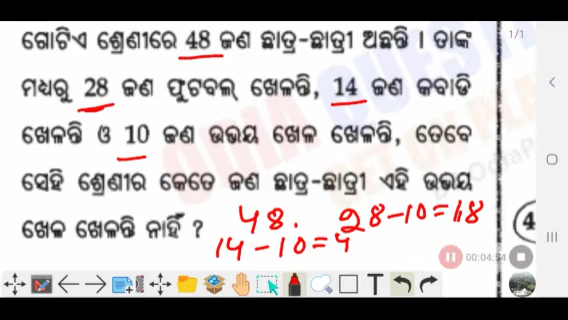 ଗୋଟିଏ ଶ୍ରେଣୀରେ 48 ଜଣ ଛାତ୍ର-ଛାତ୍ରୀ ଅଛନ୍ତି । ତାଙ୍କ
1/1
ମଧ୍ୟରୁ 28 ଜଣ ଫୁଟବଲ୍ ଖେଳନ୍ତି, 14 ଜଣ କବାଡି
ଖେଳନ୍ତି ଓ 10 ଜଣ ଉଭୟ ଖେଳ ଖେଳନ୍ତି, ତେବେ
ସେହି ଶ୍ରେଣୀର କେତେ ଜଣ ଛାତ୍ର-ଛାତ୍ରୀ ଏହି ଉଭୟ
ଖେଳ ଖେଳନ୍ତି ନାହିଁ ?
48. 28-10=18
14-10=4
00:04:54
T